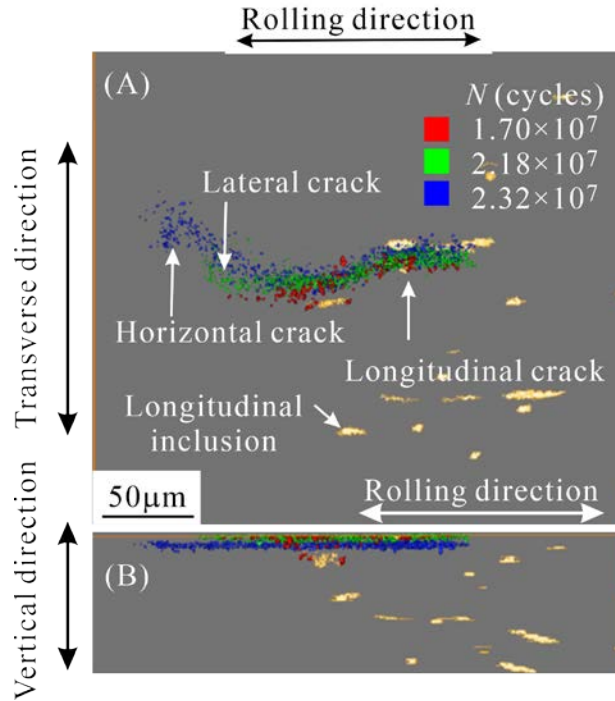 Rolling direction
(A)
N (cycles)
1.70×10⁷
2.18×10⁷
2.32×10⁷
Lateral crack
Horizontal crack
Longitudinal crack
Longitudinal
inclusion
Transverse direction
50μm
Rolling direction
(B)
Vertical direction